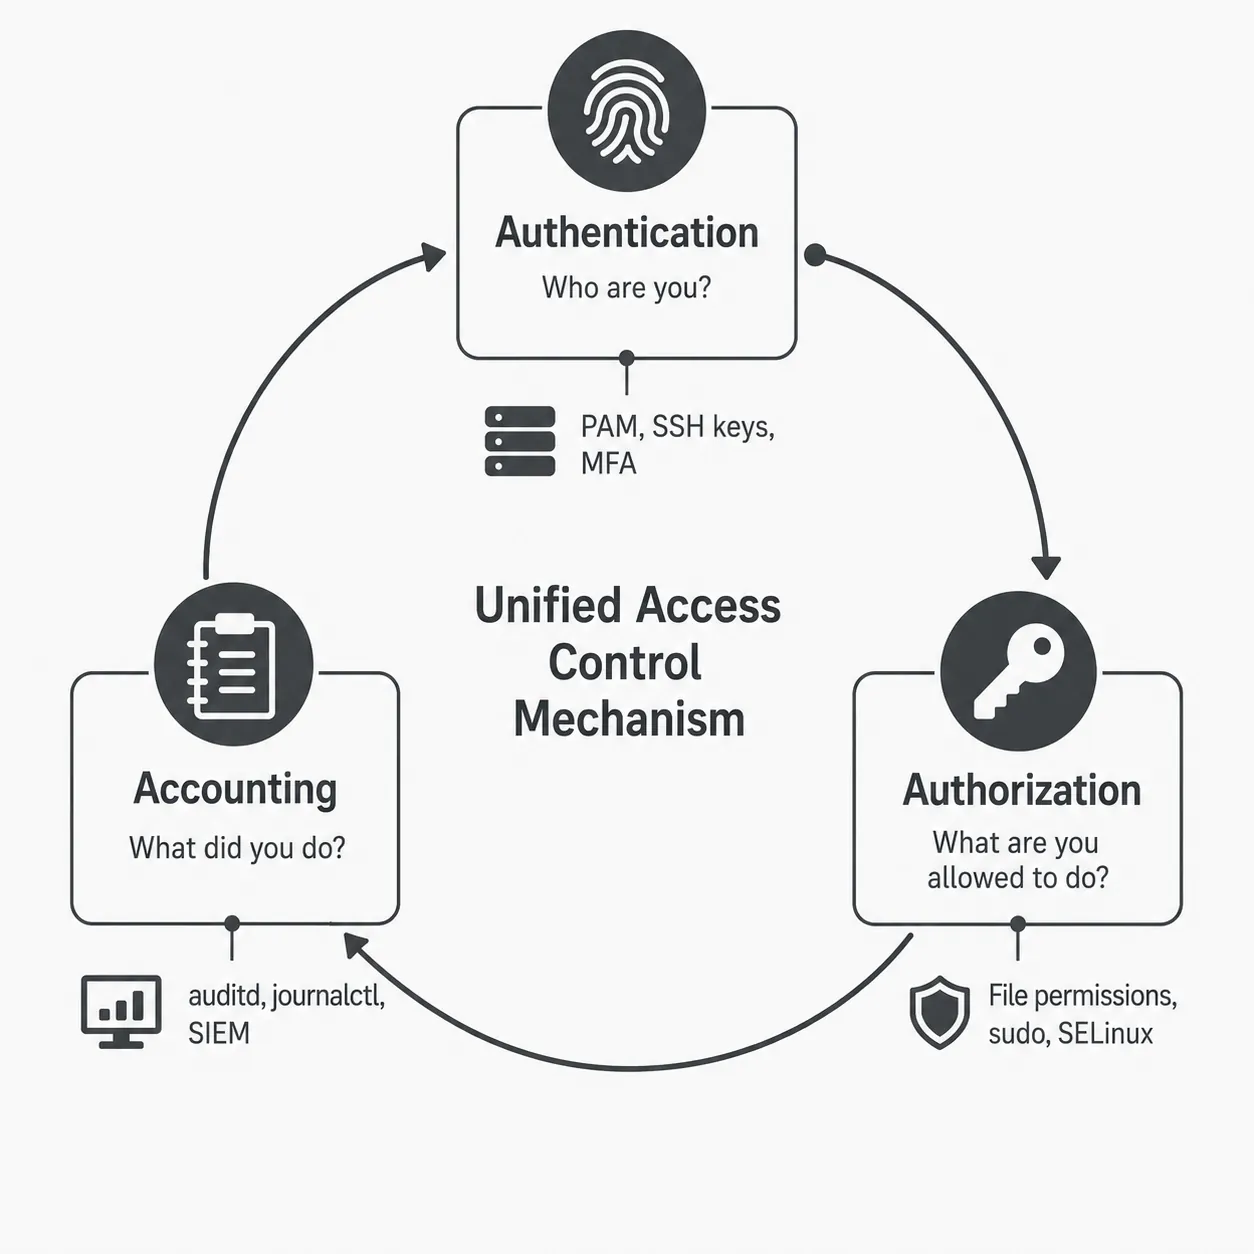 Authentication
Who are you?
PAM, SSH keys,
MFA
Unified Access
Control
Mechanism
Accounting
What did you do?
auditd, journalctl,
SIEM
Authorization
What are you
allowed to do?
File permissions,
sudo, SELinux